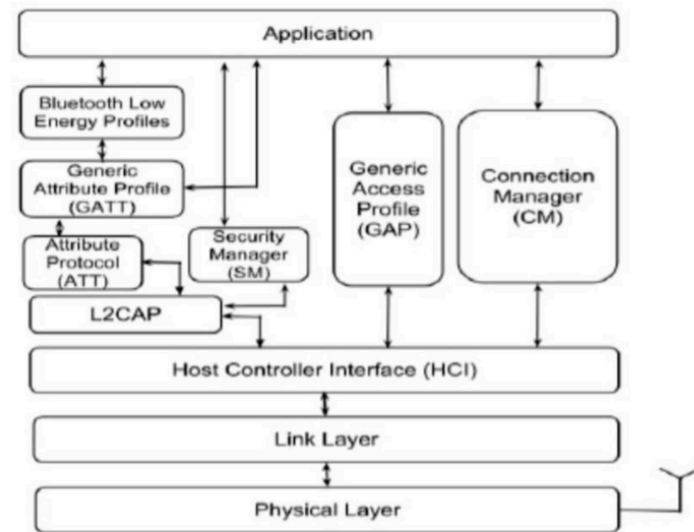 Application
Bluetooth Low
Energy Profiles
Generic
Attribute Profile
(GATT)
Attribute
Protocol
(ATT)
Security
Manager
(SM)
L2CAP
Generic
Access
Profile
(GAP)
Connection
Manager
(CM)
Host Controller Interface (HCI)
Link Layer
Physical Layer